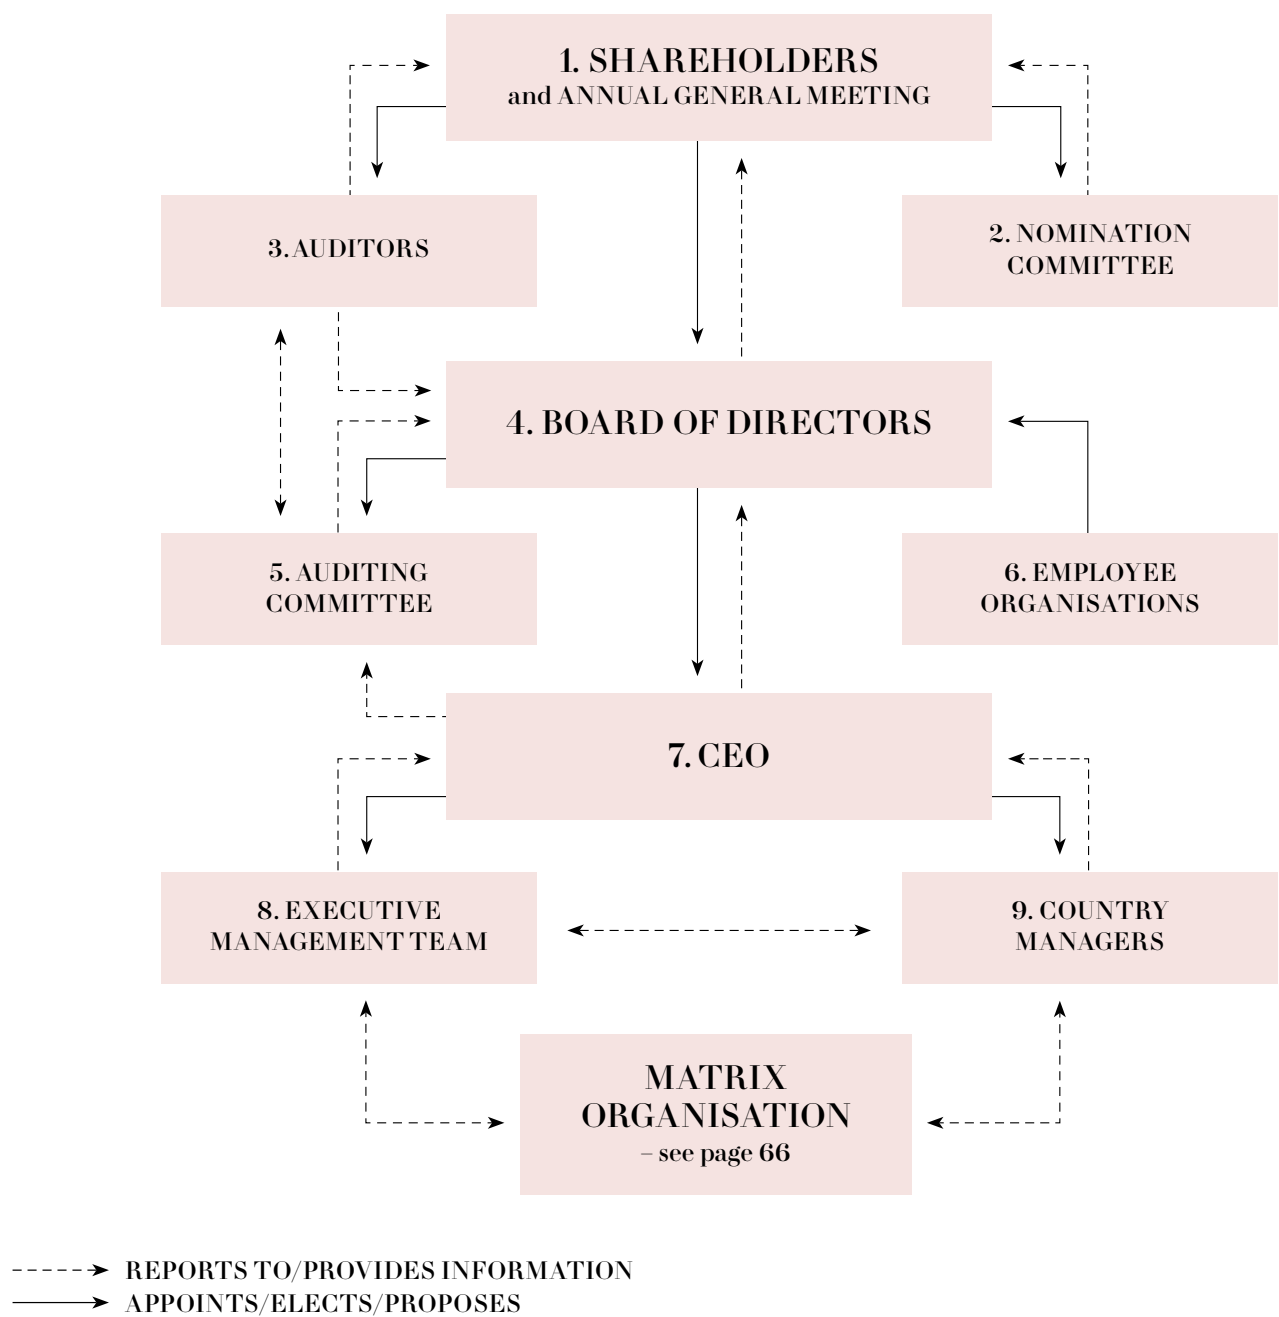 1. SHAREHOLDERS
and ANNUAL GENERAL MEETING
3. AUDITORS
2. NOMINATION
COMMITTEE
4. BOARD OF DIRECTORS
5. AUDITING
COMMITTEE
6. EMPLOYEE
ORGANISATIONS
7. CEO
8. EXECUTIVE
MANAGEMENT TEAM
9. COUNTRY
MANAGERS
MATRIX
ORGANISATION
– see page 66
REPORTS TO/PROVIDES INFORMATION
APPOINTS/ELECTS/PROPOSES